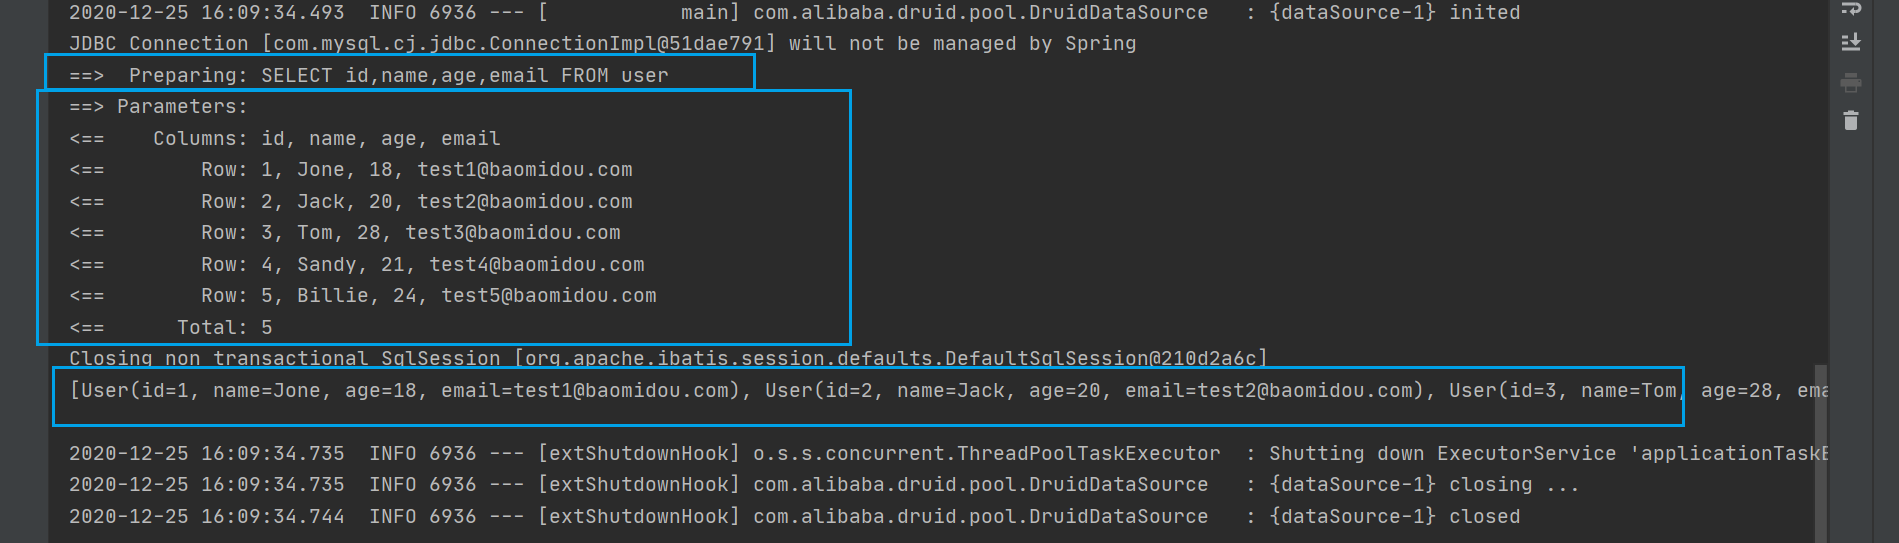 2020-12-25 16:09:34.493  INFO 6936 --- [           main] com.alibaba.druid.pool.DruidDataSource   : {dataSource-1} inited
JDBC Connection [com.mysql.cj.jdbc.ConnectionImpl@51dae791] will not be managed by Spring
==>  Preparing: SELECT id,name,age,email FROM user
==> Parameters:
<==    Columns: id, name, age, email
<==        Row: 1, Jone, 18, test1@baomidou.com
<==        Row: 2, Jack, 20, test2@baomidou.com
<==        Row: 3, Tom, 28, test3@baomidou.com
<==        Row: 4, Sandy, 21, test4@baomidou.com
<==        Row: 5, Billie, 24, test5@baomidou.com
<==      Total: 5
Closing non transactional SqlSession [org.apache.ibatis.session.defaults.DefaultSqlSession@210d2a6c]
[User(id=1, name=Jone, age=18, email=test1@baomidou.com), User(id=2, name=Jack, age=20, email=test2@baomidou.com), User(id=3, name=Tom, age=28, ema
2020-12-25 16:09:34.735  INFO 6936 --- [extShutdownHook] o.s.s.concurrent.ThreadPoolTaskExecutor  : Shutting down ExecutorService 'applicationTaskE
2020-12-25 16:09:34.735  INFO 6936 --- [extShutdownHook] com.alibaba.druid.pool.DruidDataSource   : {dataSource-1} closing ...
2020-12-25 16:09:34.744  INFO 6936 --- [extShutdownHook] com.alibaba.druid.pool.DruidDataSource   : {dataSource-1} closed